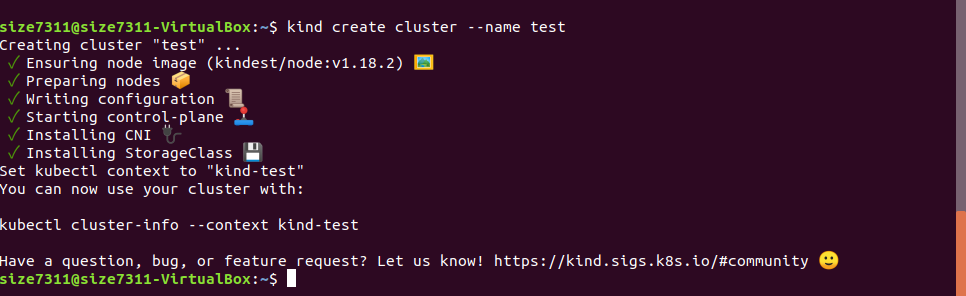 size7311@size7311-VirtualBox:~$ kind create cluster --name test
Creating cluster "test" ...
✓ Ensuring node image (kindest/node:v1.18.2) 🖼
✓ Preparing nodes 📦
✓ Writing configuration 📜
✓ Starting control-plane 🕹️
✓ Installing CNI 🔌
✓ Installing StorageClass 💾
Set kubectl context to "kind-test"
You can now use your cluster with:
kubectl cluster-info --context kind-test
Have a question, bug, or feature request? Let us know! https://kind.sigs.k8s.io/#community 🙂
size7311@size7311-VirtualBox:~$